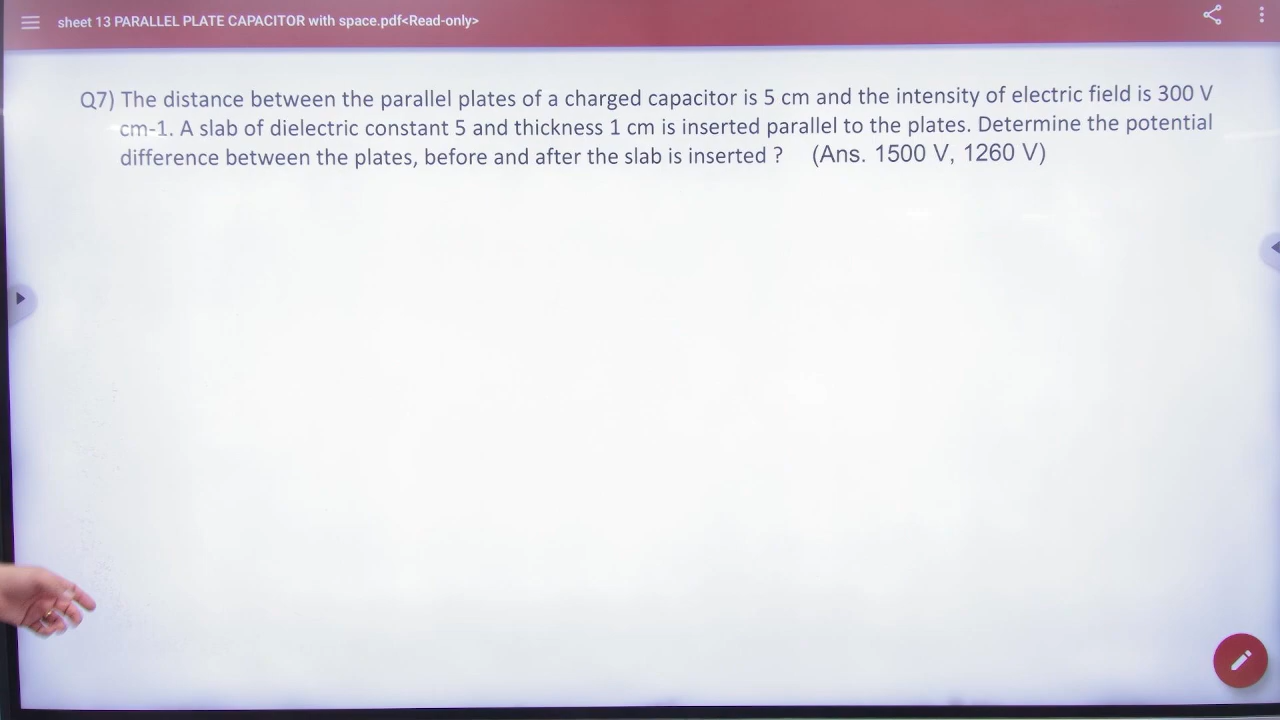 sheet 13 PARALLEL PLATE CAPACITOR with space.pdf<Read-only>
Q7) The distance between the parallel plates of a charged capacitor is 5 cm and the intensity of electric field is 300 V
cm-1. A slab of dielectric constant 5 and thickness 1 cm is inserted parallel to the plates. Determine the potential
difference between the plates, before and after the slab is inserted ? (Ans. 1500 V, 1260 V)